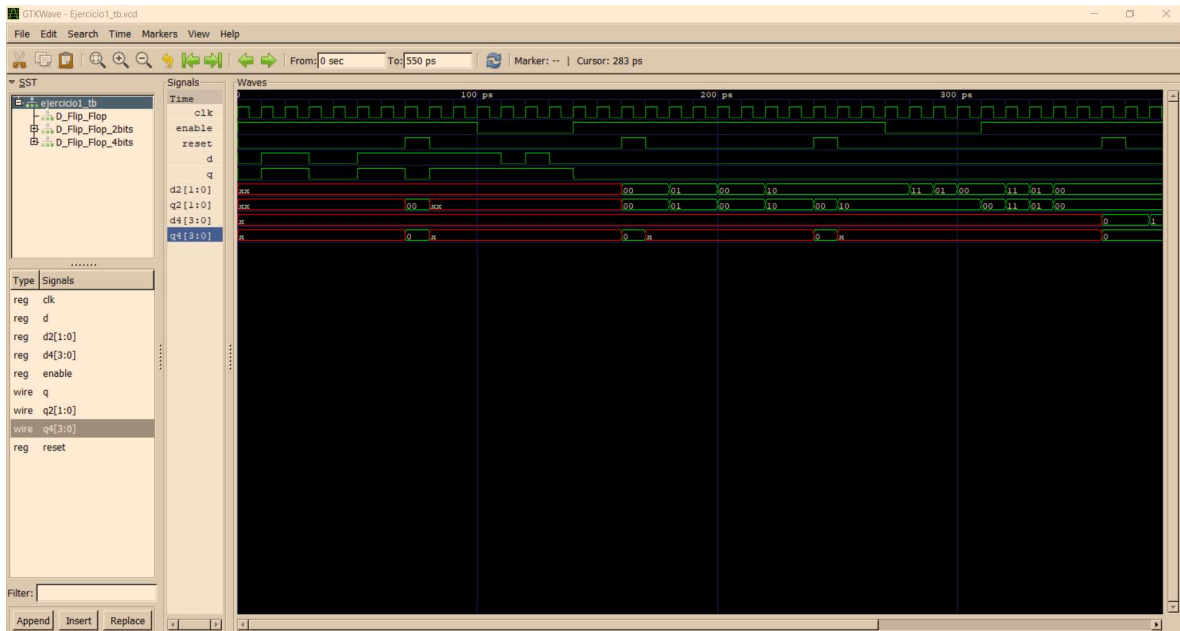 GTKWave - Ejercicio1_tb.vcd
File Edit Search Time Markers View Help
From: 0 sec To: 550 ps Marker: -- | Cursor: 283 ps
SST
ejercicio1_tb
D_Flip_Flop
D_Flip_Flop_2bits
D_Flip_Flop_4bits
Type Signals
reg clk
reg d
reg d2[1:0]
reg d4[3:0]
reg enable
wire q
wire q2[1:0]
wire q4[3:0]
reg reset
Filter:
Append Insert Replace
Signals
Time
clk
enable
reset
d
q
d2[1:0]
q2[1:0]
d4[3:0]
q4[3:0]
Waves
100 ps 200 ps 300 ps
xx 00 01 00 10 11 01 00 11 01 00
xx 00 xx 00 01 00 10 00 10 00 11 01 00
x 0 1
x 0 x 0 x 0 x 0